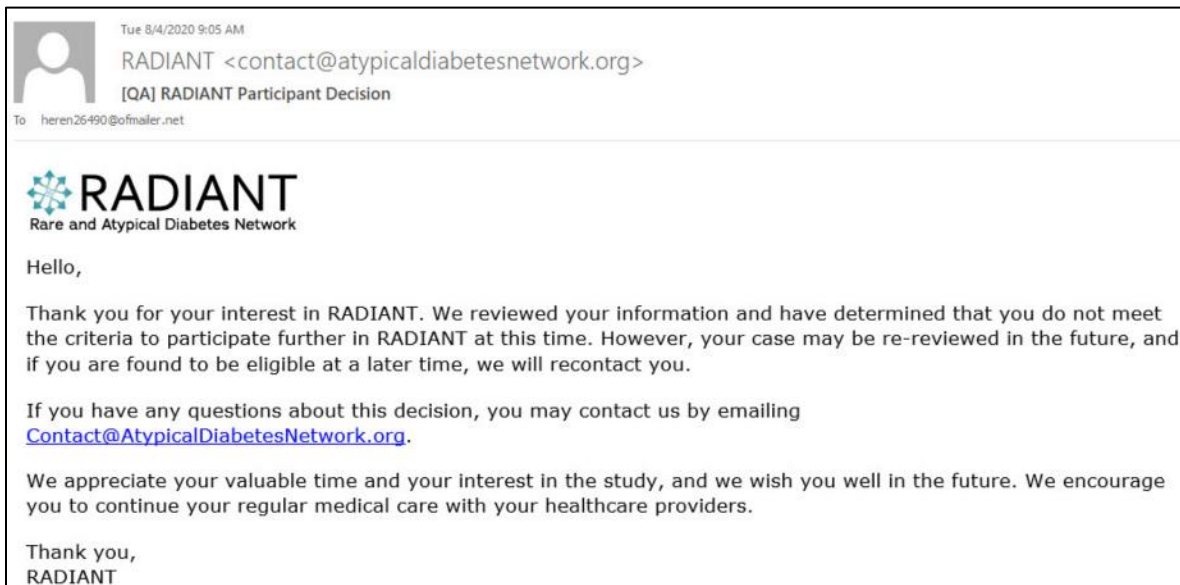 Tue 8/4/2020 9:05 AM
RADIANT <contact@atypicaldiabetesnetwork.org>
[QA] RADIANT Participant Decision
To heren26490@ofmailer.net
RADIANT
Rare and Atypical Diabetes Network
Hello,
Thank you for your interest in RADIANT. We reviewed your information and have determined that you do not meet
the criteria to participate further in RADIANT at this time. However, your case may be re-reviewed in the future, and
if you are found to be eligible at a later time, we will recontact you.
If you have any questions about this decision, you may contact us by emailing
Contact@AtypicalDiabetesNetwork.org.
We appreciate your valuable time and your interest in the study, and we wish you well in the future. We encourage
you to continue your regular medical care with your healthcare providers.
Thank you,
RADIANT